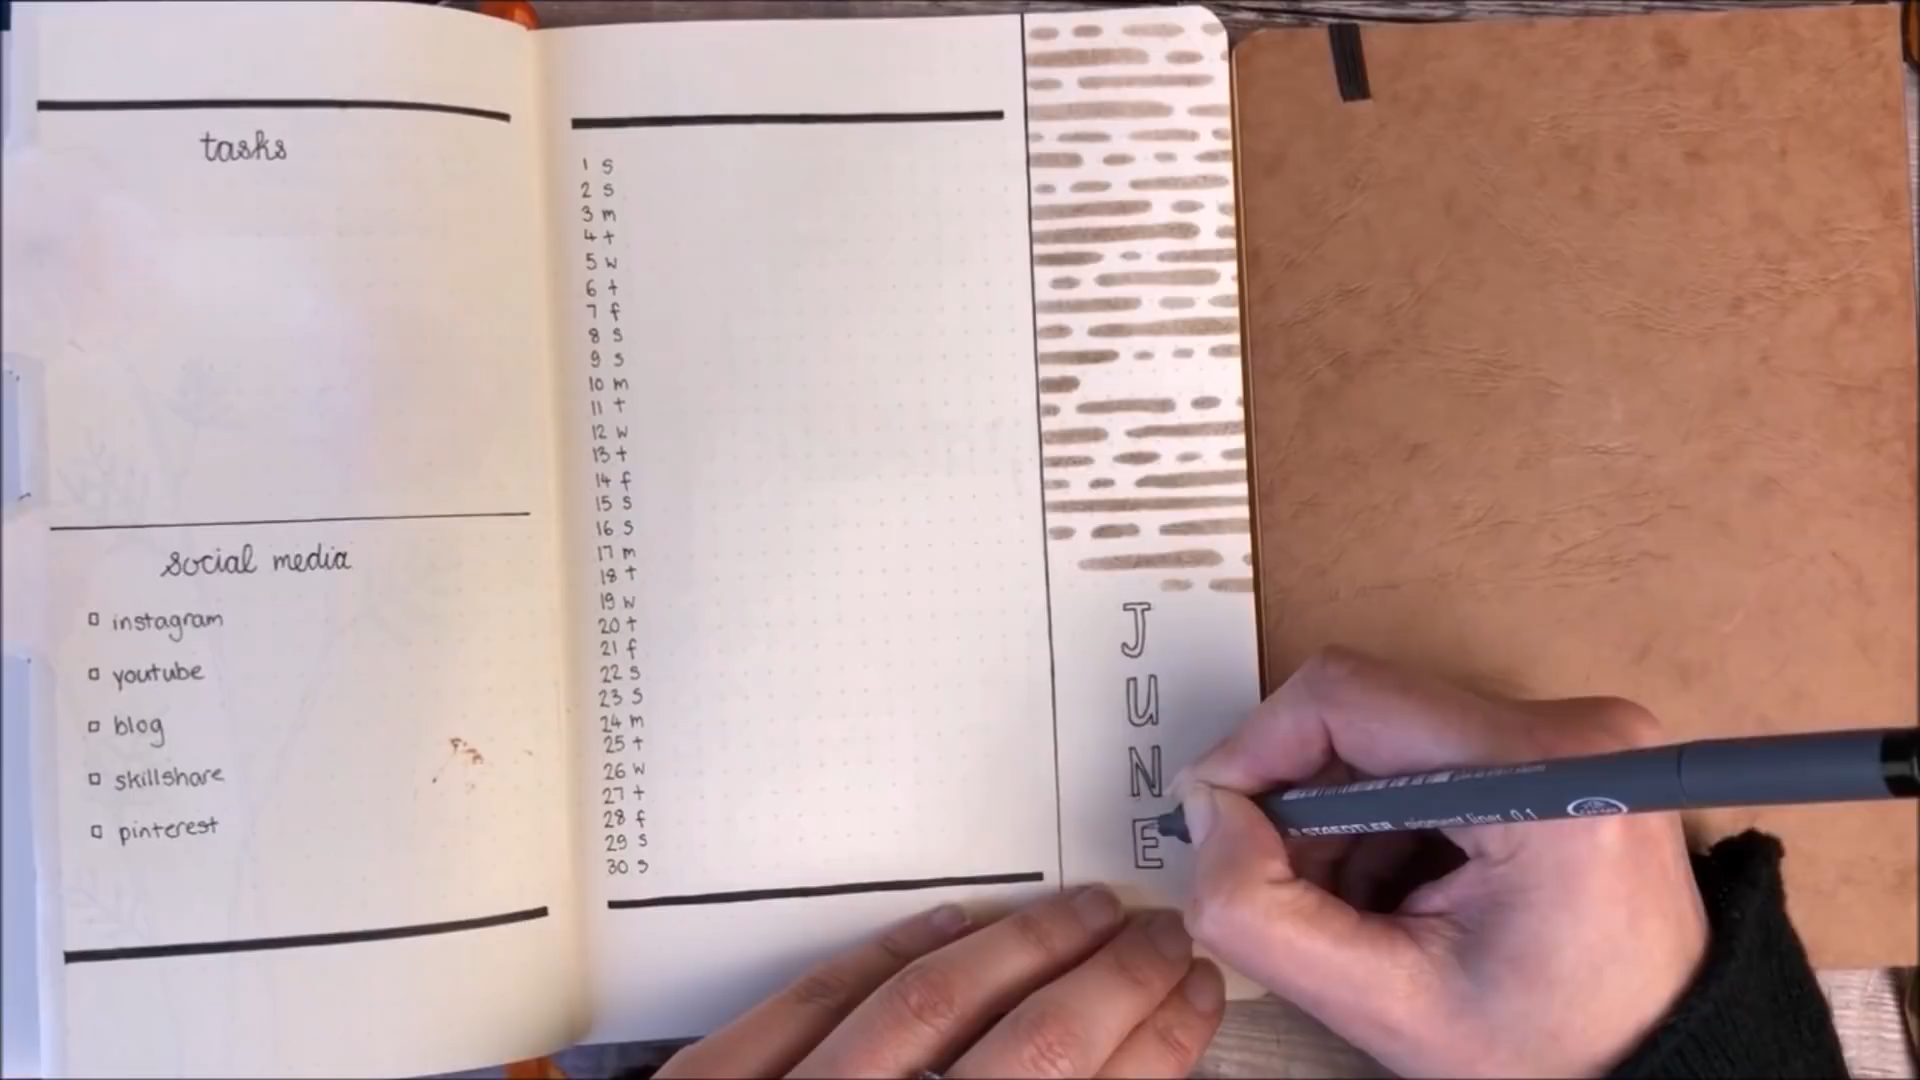 tasks
social media
instagram
youtube
blog
skillshare
pinterest
1 s
2 s
3 m
4 t
5 w
6 t
7 f
8 s
9 s
10 m
11 t
12 w
13 t
14 f
15 s
16 s
17 m
18 t
19 w
20 t
21 f
22 s
23 s
24 m
25 t
26 w
27 t
28 f
29 s
30 s
J
U
N
E
STAEDTLER pigment liner 0.1